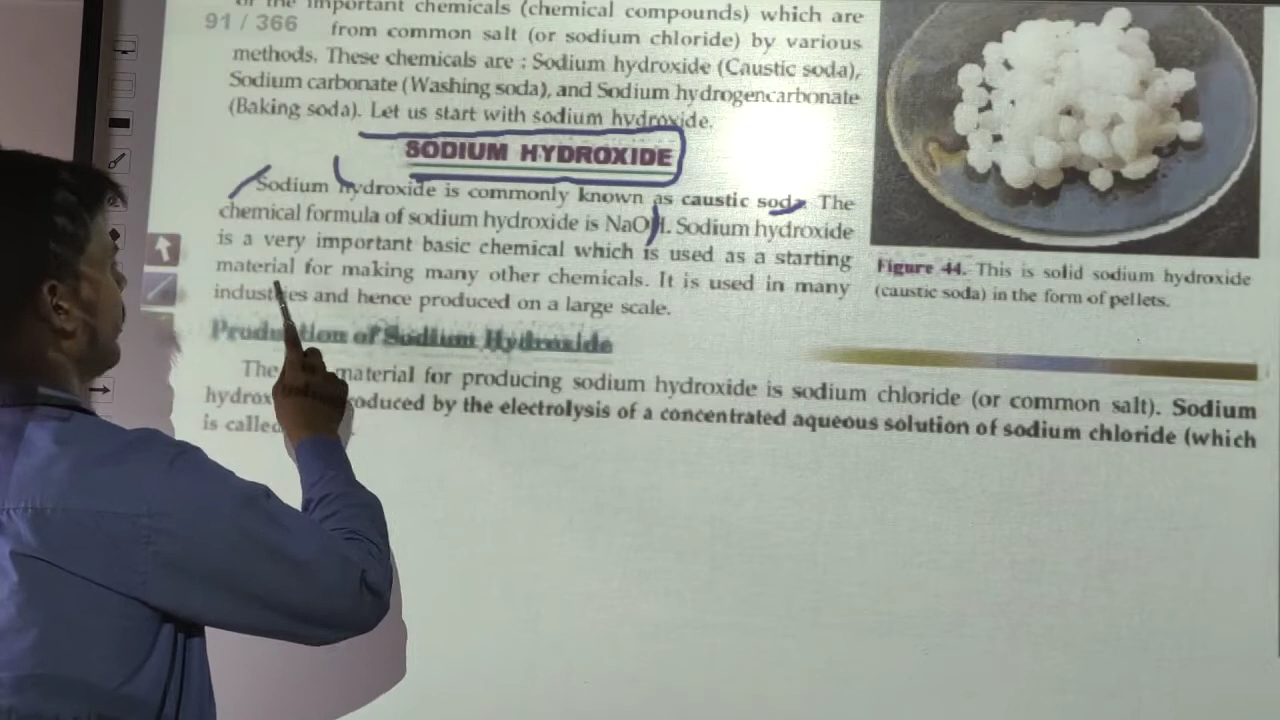 of the important chemicals (chemical compounds) which are
91 / 366
from common salt (or sodium chloride) by various
methods. These chemicals are : Sodium hydroxide (Caustic soda),
Sodium carbonate (Washing soda), and Sodium hydrogencarbonate
(Baking soda). Let us start with sodium hydroxide.
SODIUM HYDROXIDE
Sodium hydroxide is commonly known as caustic soda. The
chemical formula of sodium hydroxide is NaOH. Sodium hydroxide
is a very important basic chemical which is used as a starting
material for making many other chemicals. It is used in many
industries and hence produced on a large scale.
Figure 44. This is solid sodium hydroxide
(caustic soda) in the form of pellets.
Production of Sodium Hydroxide
The material for producing sodium hydroxide is sodium chloride (or common salt). Sodium
produced by the electrolysis of a concentrated aqueous solution of sodium chloride (which
is called